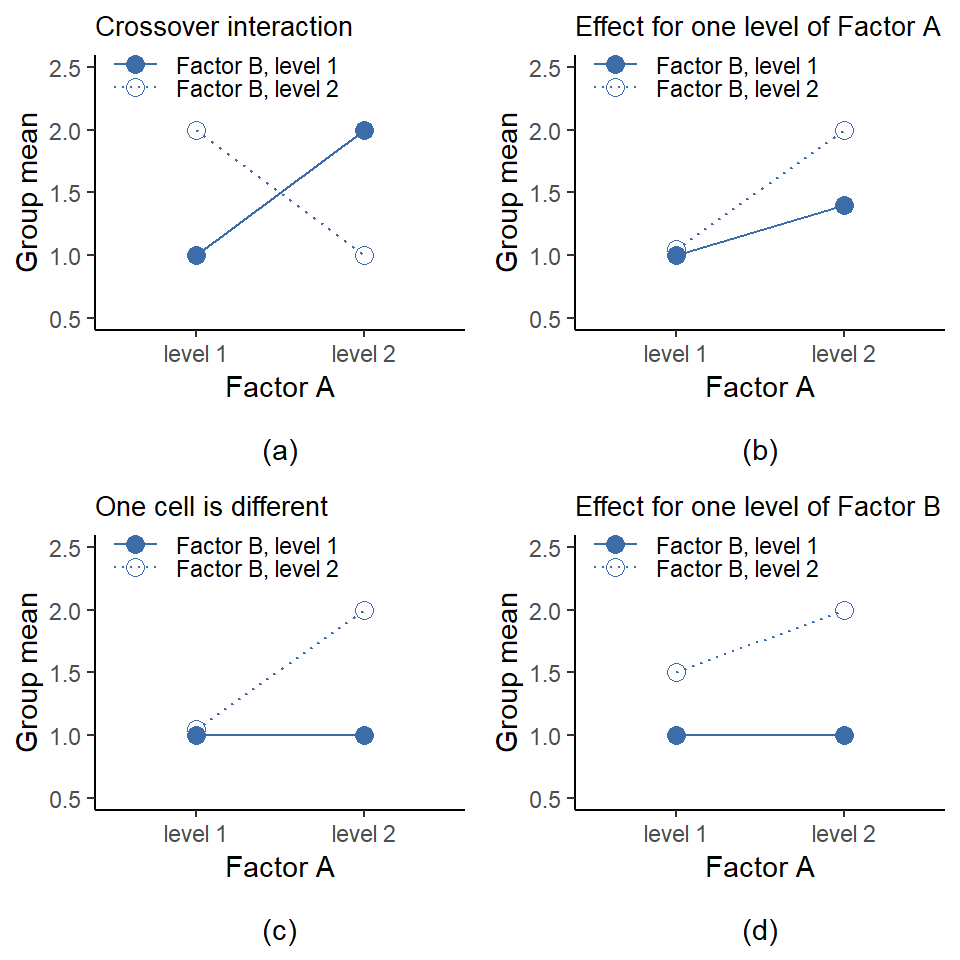 Crossover interaction
Factor B, level 1
Factor B, level 2
2.5
2.0
1.5
1.0
0.5
Group mean
level 1 level 2
Factor A
(a)
Effect for one level of Factor A
Factor B, level 1
Factor B, level 2
2.5
2.0
1.5
1.0
0.5
Group mean
level 1 level 2
Factor A
(b)
One cell is different
Factor B, level 1
Factor B, level 2
2.5
2.0
1.5
1.0
0.5
Group mean
level 1 level 2
Factor A
(c)
Effect for one level of Factor B
Factor B, level 1
Factor B, level 2
2.5
2.0
1.5
1.0
0.5
Group mean
level 1 level 2
Factor A
(d)